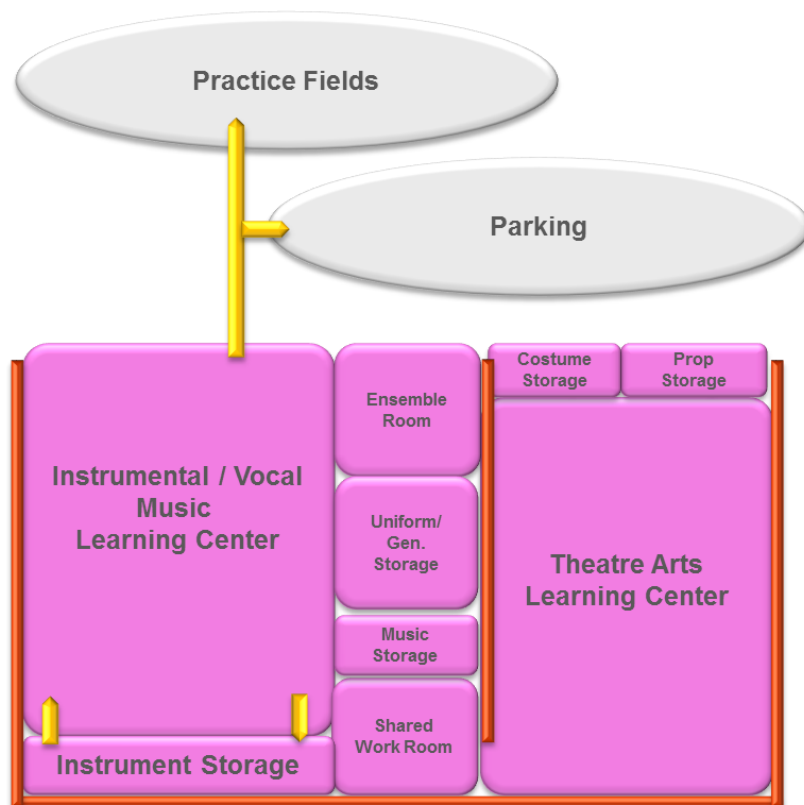 Practice Fields
Parking
Costume
Storage
Prop
Storage
Ensemble
Room
Instrumental / Vocal
Music
Learning Center
Uniform/
Gen.
Storage
Theatre Arts
Learning Center
Music
Storage
Shared
Work Room
Instrument Storage